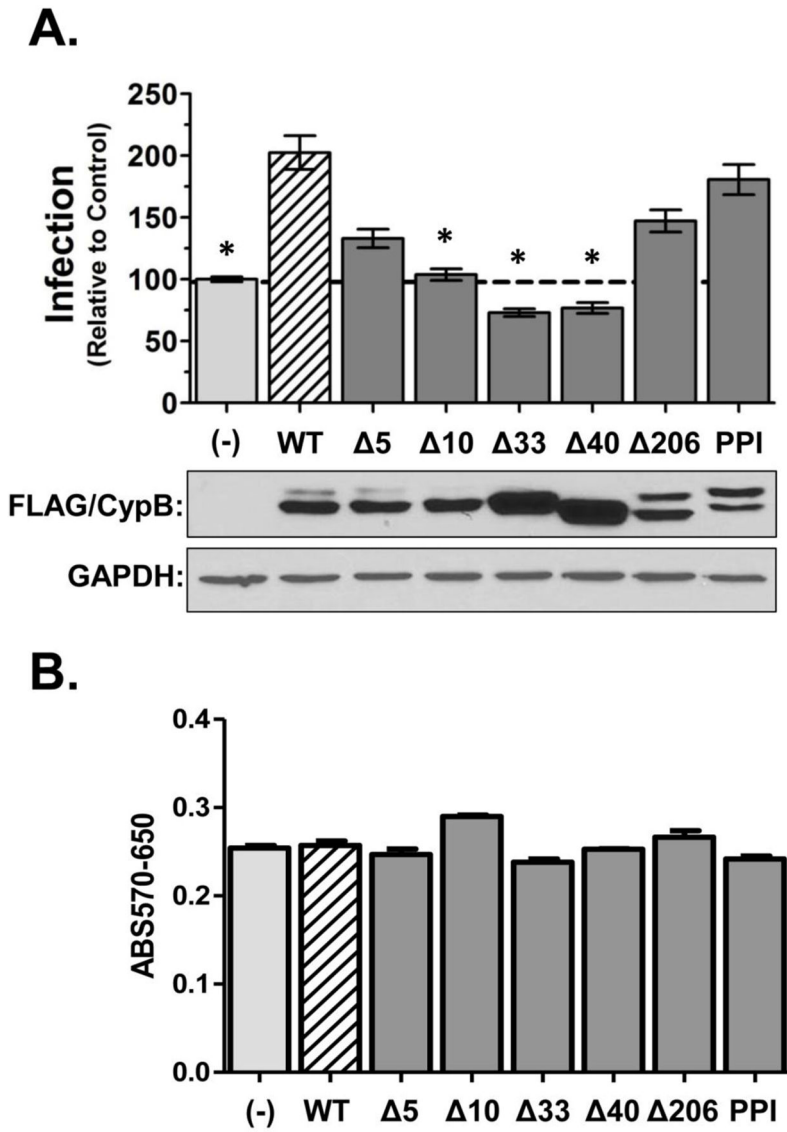 A.
Infection
(Relative to Control)
250
200
150
100
50
0
*
*
*
*
(-) WT Δ5 Δ10 Δ33 Δ40 Δ206 PPI
FLAG/CypB:
GAPDH:
B.
ABS570-650
0.4
0.3
0.2
0.1
0.0
(-) WT Δ5 Δ10 Δ33 Δ40 Δ206 PPI